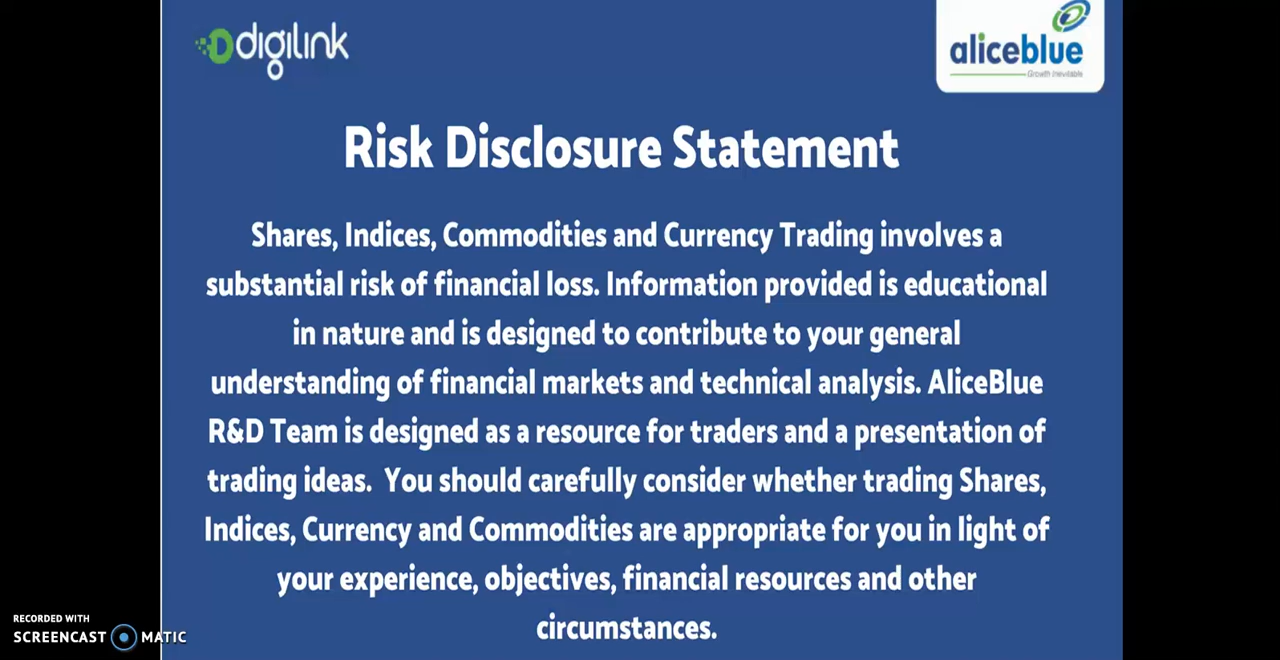 digilink
aliceblue
Growth Inevitable
Risk Disclosure Statement
Shares, Indices, Commodities and Currency Trading involves a
substantial risk of financial loss. Information provided is educational
in nature and is designed to contribute to your general
understanding of financial markets and technical analysis. AliceBlue
R&D Team is designed as a resource for traders and a presentation of
trading ideas.  You should carefully consider whether trading Shares,
Indices, Currency and Commodities are appropriate for you in light of
your experience, objectives, financial resources and other
circumstances.
RECORDED WITH
SCREENCAST MATIC